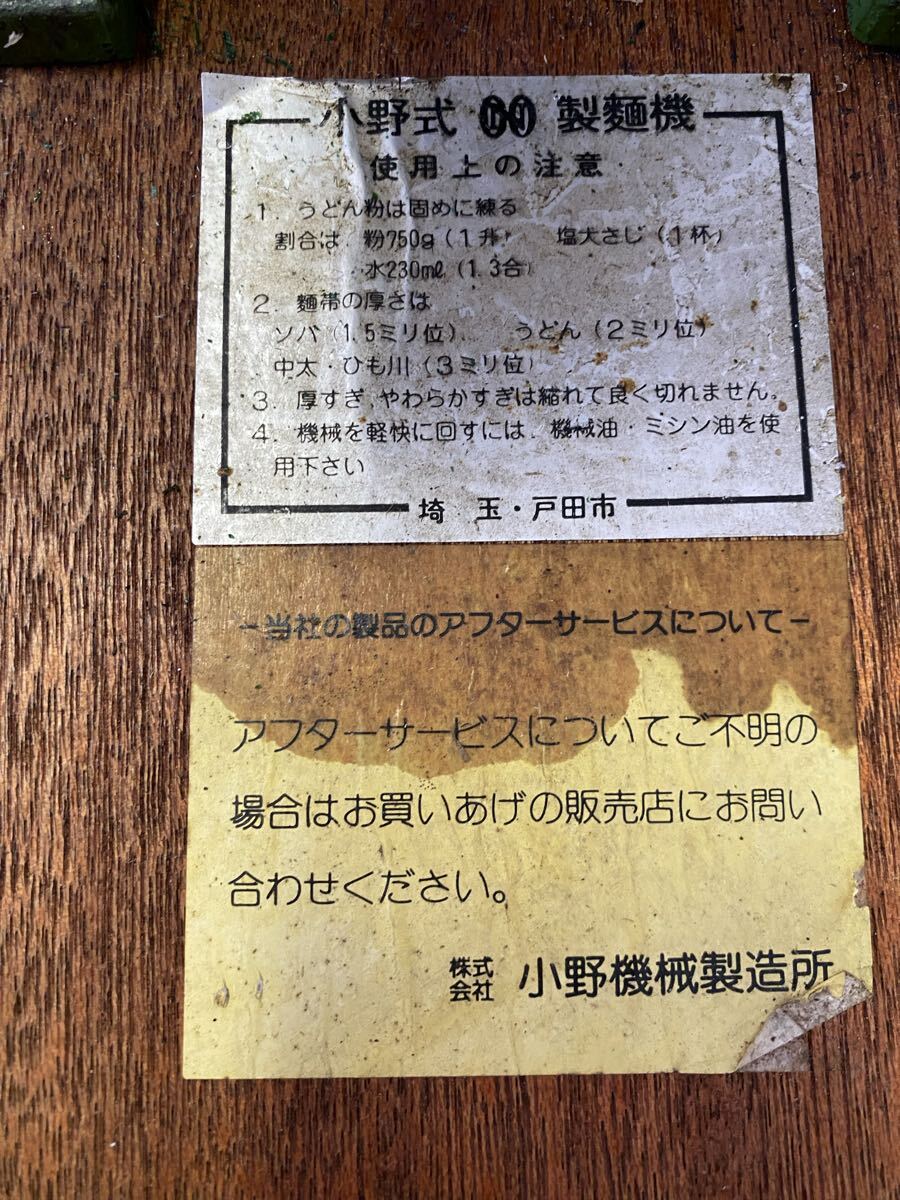 小野式 製麺機
使用上の注意
1. うどん粉は固めに練る
割合は 粉750g(1升) 塩大さじ(1杯)
水230mℓ(1.3合)
2. 麺帯の厚さは
ソバ(1.5ミリ位) うどん(2ミリ位)
中太・ひも川(3ミリ位)
3. 厚すぎ やわらかすぎは縮れて良く切れません。
4. 機械を軽快に回すには 機械油・ミシン油を使
用下さい
埼 玉・戸田市
-当社の製品のアフターサービスについて-
アフターサービスについてご不明の
場合はお買いあげの販売店にお問い
合わせください。
株式会社 小野機械製造所